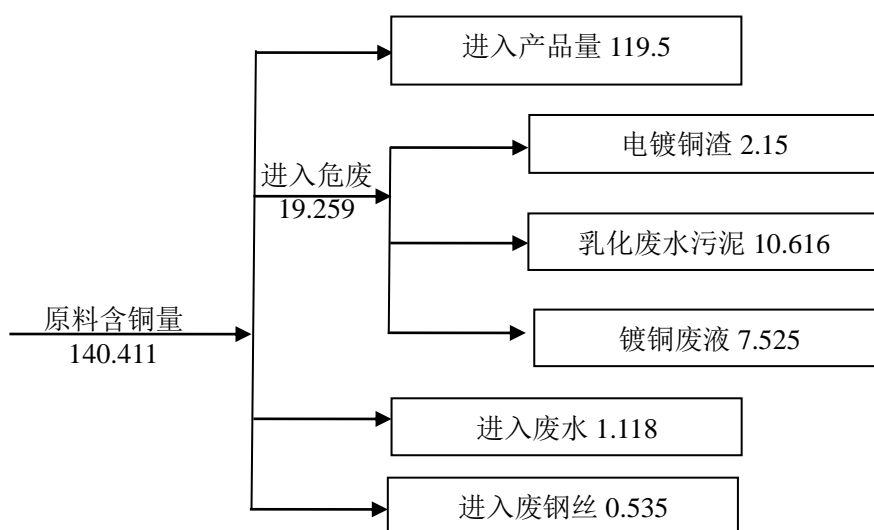 进入产品量 119.5
电镀铜渣 2.15
进入危废
19.259
乳化废水污泥 10.616
原料含铜量
140.411
镀铜废液 7.525
进入废水 1.118
进入废钢丝 0.535